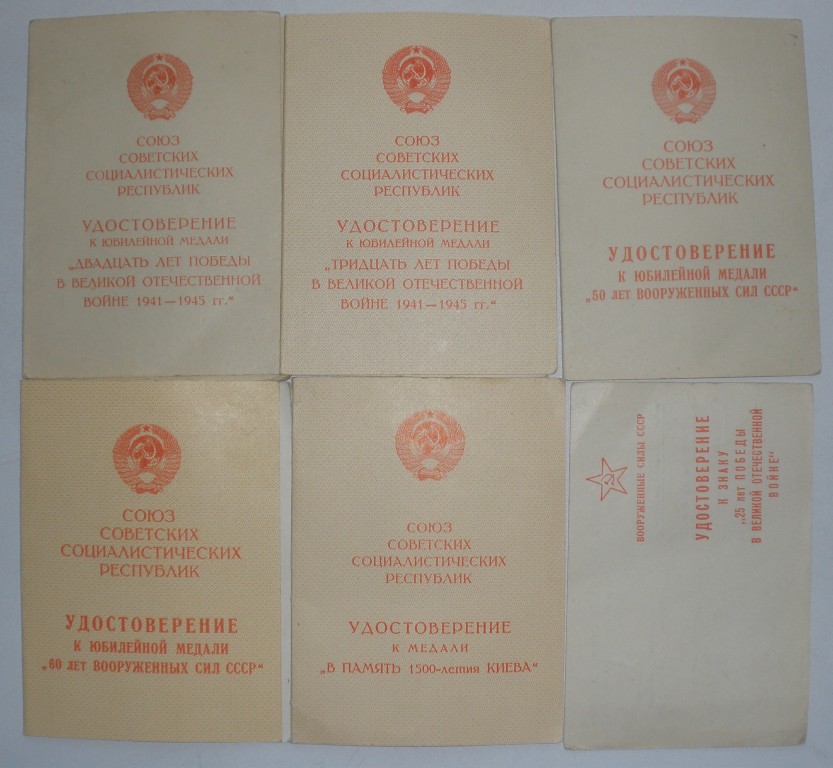 СОЮЗ
СОВЕТСКИХ
СОЦИАЛИСТИЧЕСКИХ
РЕСПУБЛИК
УДОСТОВЕРЕНИЕ
К ЮБИЛЕЙНОЙ МЕДАЛИ
„ДВАДЦАТЬ ЛЕТ ПОБЕДЫ
В ВЕЛИКОЙ ОТЕЧЕСТВЕННОЙ
ВОЙНЕ 1941—1945 гг.“
СОЮЗ
СОВЕТСКИХ
СОЦИАЛИСТИЧЕСКИХ
РЕСПУБЛИК
УДОСТОВЕРЕНИЕ
К ЮБИЛЕЙНОЙ МЕДАЛИ
„ТРИДЦАТЬ ЛЕТ ПОБЕДЫ
В ВЕЛИКОЙ ОТЕЧЕСТВЕННОЙ
ВОЙНЕ 1941—1945 гг.“
СОЮЗ
СОВЕТСКИХ
СОЦИАЛИСТИЧЕСКИХ
РЕСПУБЛИК
УДОСТОВЕРЕНИЕ
К ЮБИЛЕЙНОЙ МЕДАЛИ
„50 ЛЕТ ВООРУЖЕННЫХ СИЛ СССР“
СОЮЗ
СОВЕТСКИХ
СОЦИАЛИСТИЧЕСКИХ
РЕСПУБЛИК
УДОСТОВЕРЕНИЕ
К ЮБИЛЕЙНОЙ МЕДАЛИ
„60 ЛЕТ ВООРУЖЕННЫХ СИЛ СССР“
СОЮЗ
СОВЕТСКИХ
СОЦИАЛИСТИЧЕСКИХ
РЕСПУБЛИК
УДОСТОВЕРЕНИЕ
К МЕДАЛИ
„В ПАМЯТЬ 1500-летия КИЕВА“
ВООРУЖЕННЫЕ СИЛЫ СССР
УДОСТОВЕРЕНИЕ
К ЗНАКУ
„25 лет ПОБЕДЫ
В ВЕЛИКОЙ ОТЕЧЕСТВЕННОЙ
ВОЙНЕ“